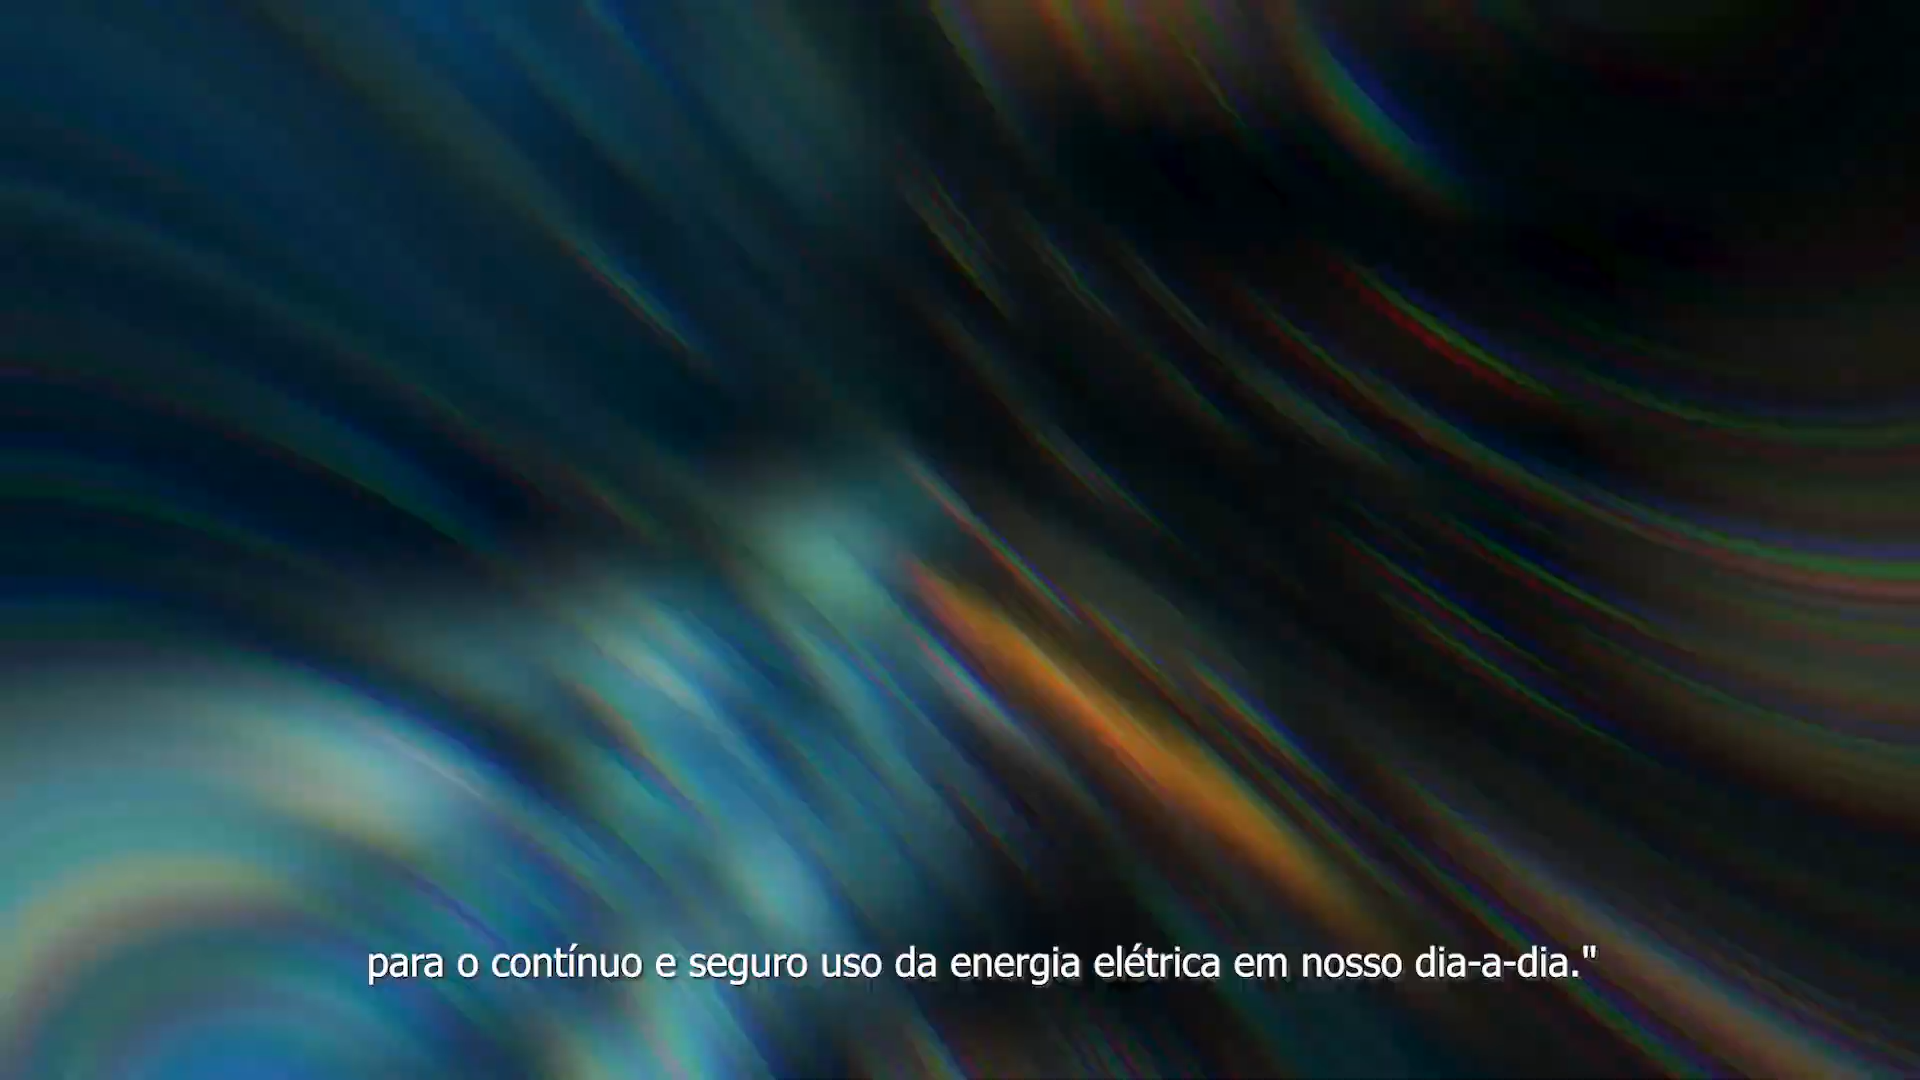 para o contínuo e seguro uso da energia elétrica em nosso dia-a-dia."